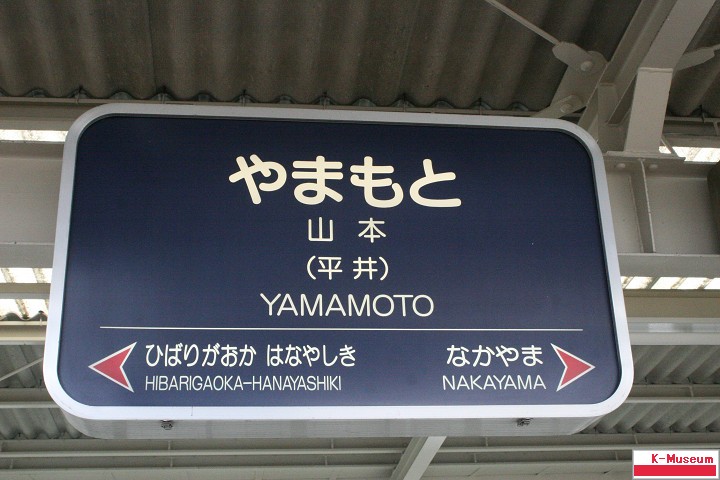 やまもと
山本
(平井)
YAMAMOTO
ひばりがおか はなやしき
HIBARIGAOKA-HANAYASHIKI
なかやま
NAKAYAMA
K-Museum